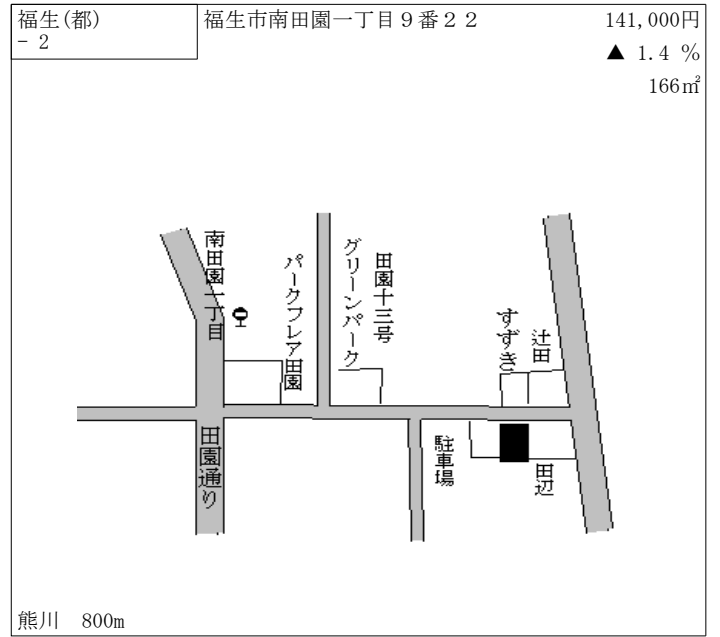 福生(都)
- 2
福生市南田園一丁目９番２２
141,000円
▲ 1.4 %
166㎡
南田園一丁目
パークフレア田園
グリーンパーク
田園十三号
すずき
辻田
田園通り
駐車場
田辺
熊川 800m